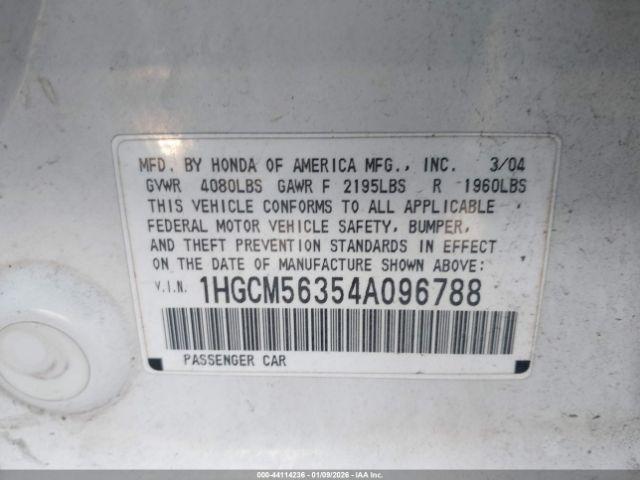 MFD. BY HONDA OF AMERICA MFG., INC. 3/04
GVWR 4080LBS GAWR F 2195LBS R 1960LBS
THIS VEHICLE CONFORMS TO ALL APPLICABLE
FEDERAL MOTOR VEHICLE SAFETY, BUMPER,
AND THEFT PREVENTION STANDARDS IN EFFECT
ON THE DATE OF MANUFACTURE SHOWN ABOVE:
V.I.N. 1HGCM56354A096788
PASSENGER CAR
000-44114236 - 01/09/2026 - IAAI.com